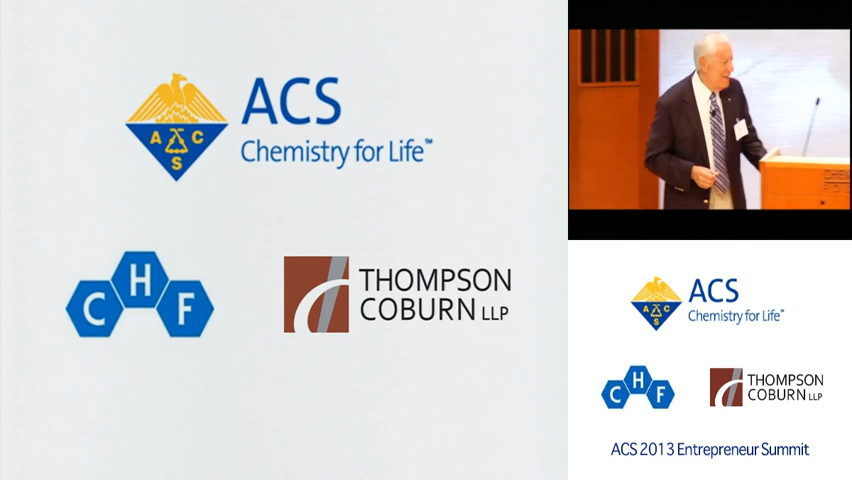 ACS
Chemistry for Life™
A C S
C H F
THOMPSON
COBURN LLP
ACS
Chemistry for Life™
A C S
C H F
THOMPSON
COBURN LLP
ACS 2013 Entrepreneur Summit